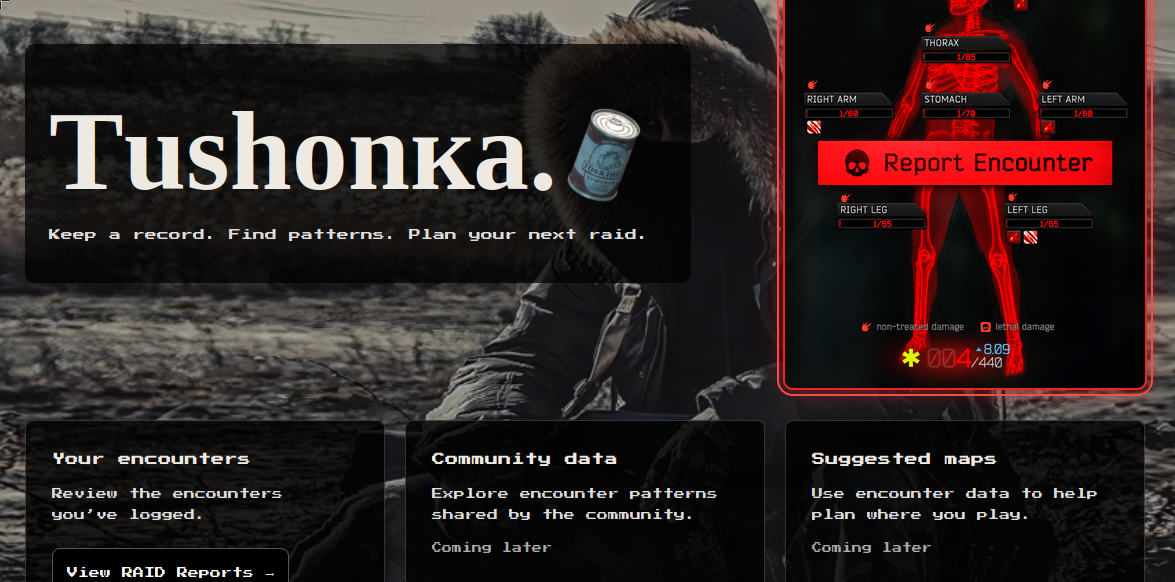 THORAX
1/85
RIGHT ARM
1/60
STOMACH
1/70
LEFT ARM
1/60
Report Encounter
RIGHT LEG
1/65
LEFT LEG
1/65
non-treated damage
lethal damage
004
8.09
/440
Tushonка.
Keep a record. Find patterns. Plan your next raid.
Your encounters
Review the encounters
you've logged.
View RAID Reports →
Community data
Explore encounter patterns
shared by the community.
Coming later
Suggested maps
Use encounter data to help
plan where you play.
Coming later